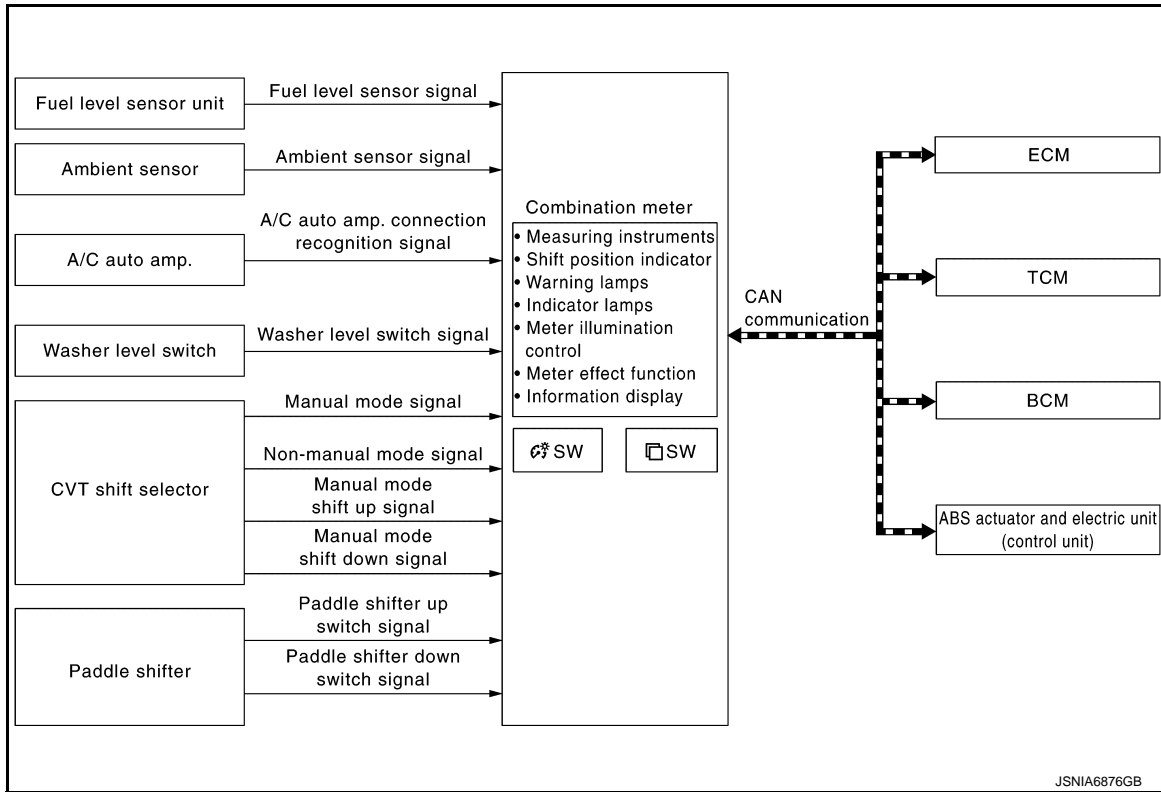 Fuel level sensor unit
Fuel level sensor signal
Ambient sensor
Ambient sensor signal
A/C auto amp.
A/C auto amp. connection
recognition signal
Washer level switch
Washer level switch signal
CVT shift selector
Manual mode signal
Non-manual mode signal
Manual mode
shift up signal
Manual mode
shift down signal
Paddle shifter
Paddle shifter up
switch signal
Paddle shifter down
switch signal
Combination meter
• Measuring instruments
• Shift position indicator
• Warning lamps
• Indicator lamps
• Meter illumination
control
• Meter effect function
• Information display
SW
SW
CAN
communication
ECM
TCM
BCM
ABS actuator and electric unit
(control unit)
JSNIA6876GB